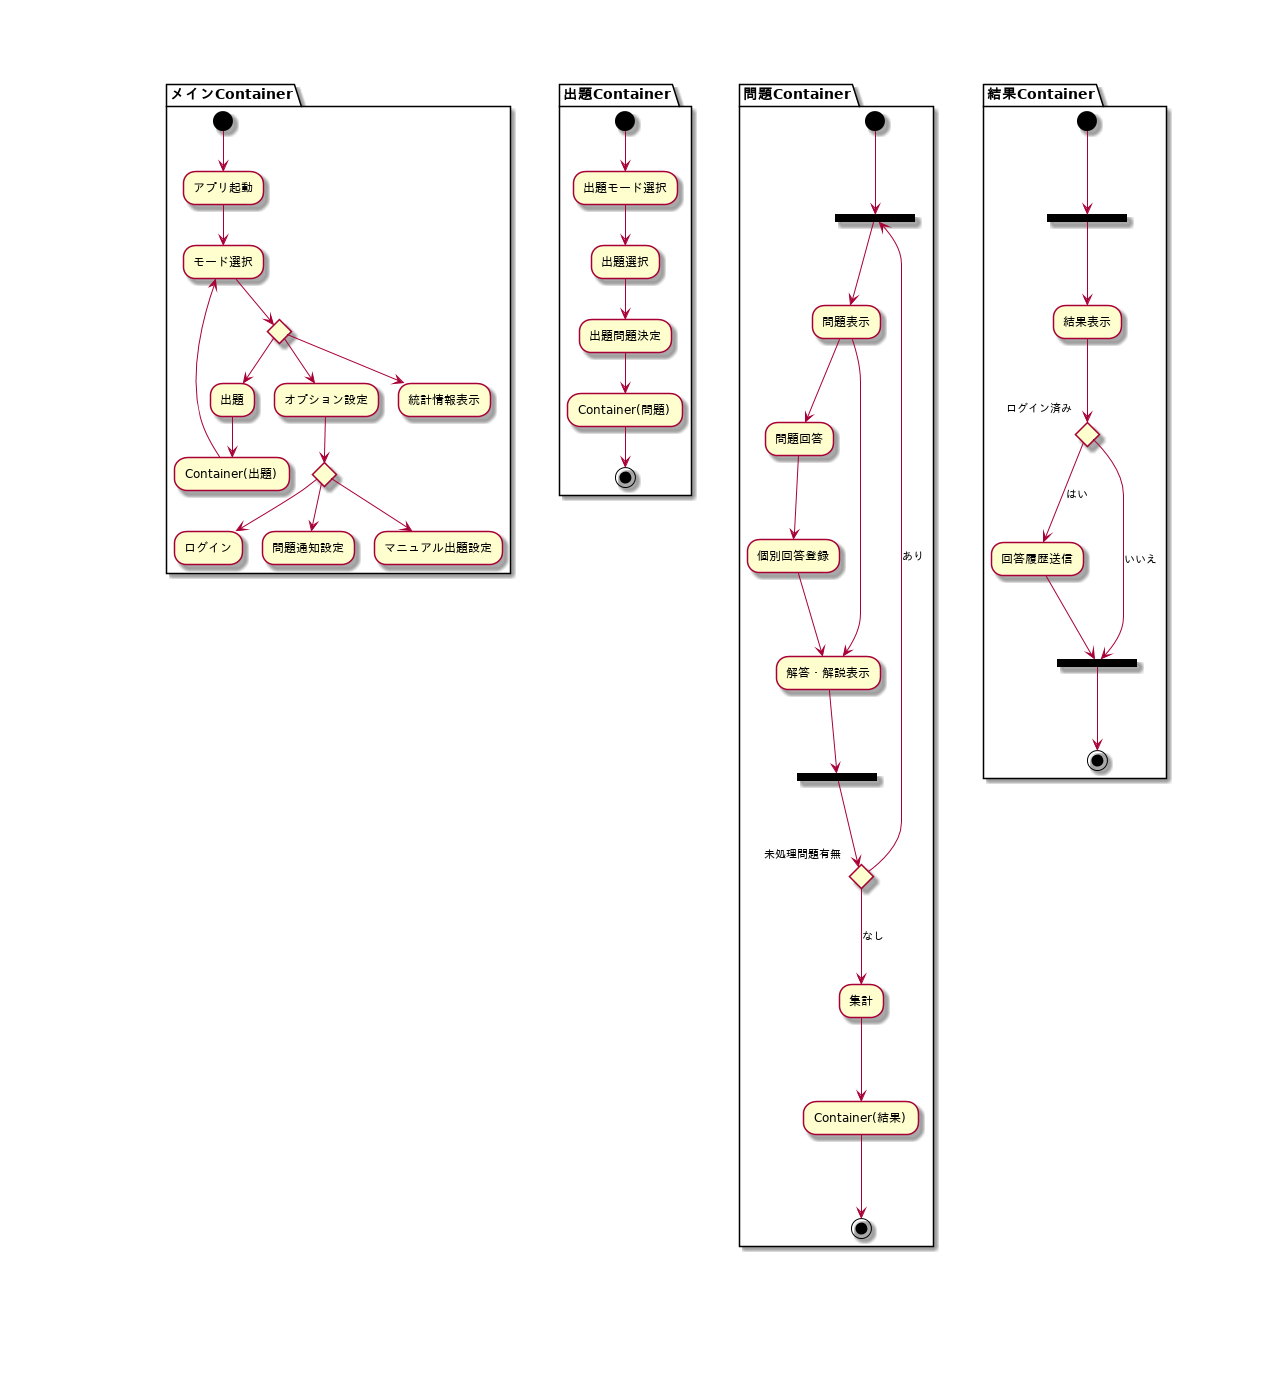 メインContainer
アプリ起動
モード選択
出題
オプション設定
統計情報表示
Container(出題)
ログイン
問題通知設定
マニュアル出題設定
出題Container
出題モード選択
出題選択
出題問題決定
Container(問題)
問題Container
問題表示
問題回答
個別回答登録
あり
解答・解説表示
未処理問題有無
なし
集計
Container(結果)
結果Container
結果表示
ログイン済み
はい
回答履歴送信
いいえ